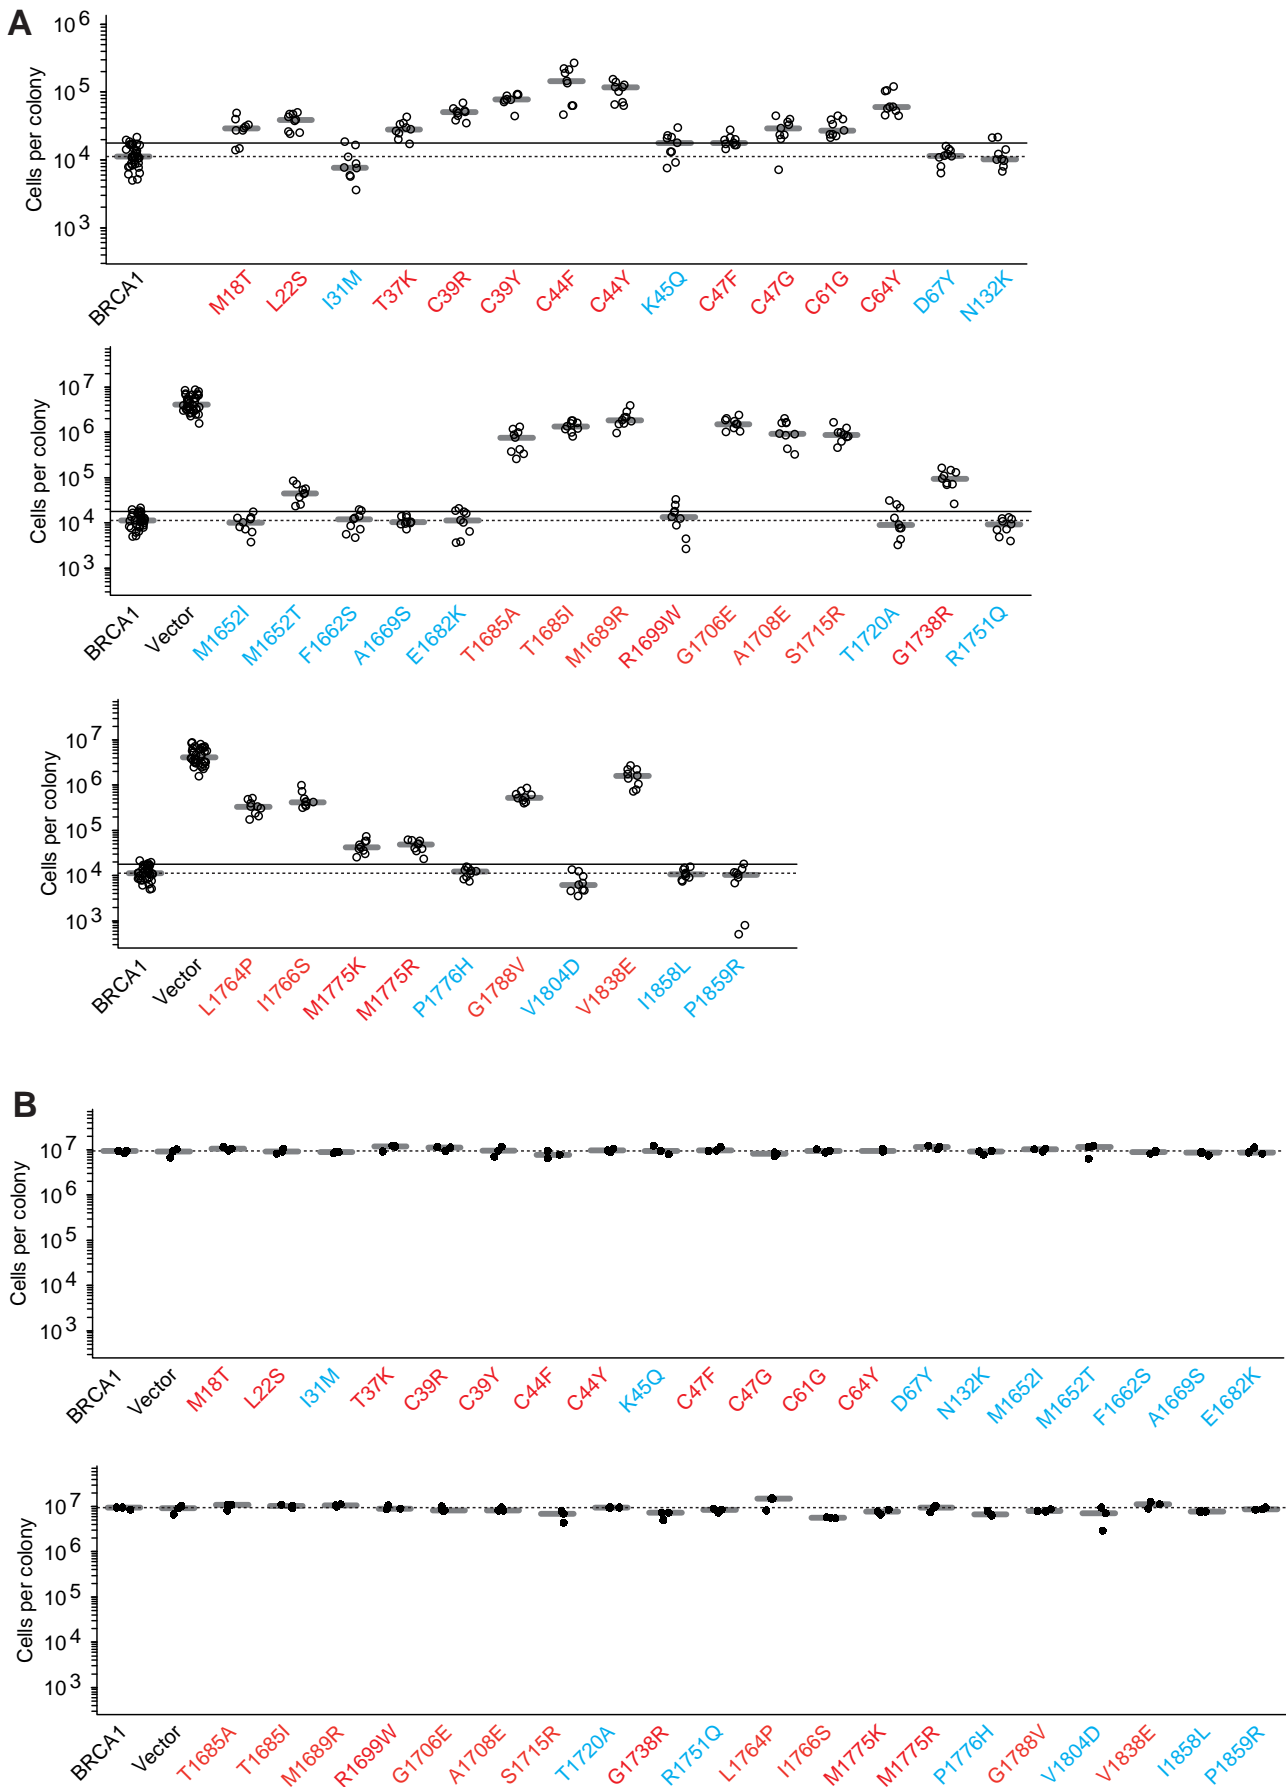 A
Cells per colony
10^6
10^5
10^4
10^3
BRCA1 M18T L22S I31M T37K C39R C39Y C44F C44Y K45Q C47F C47G C61G C64Y D67Y N132K
Cells per colony
10^7
10^6
10^5
10^4
10^3
BRCA1 Vector M1652I M1652T F1662S A1669S E1682K T1685A T1685I M1689R R1699W G1706E A1708E S1715R T1720A G1738R R1751Q
Cells per colony
10^7
10^6
10^5
10^4
10^3
BRCA1 Vector L1764P I1766S M1775K M1775R P1776H G1788V V1804D V1838E I1858L P1859R
B
Cells per colony
10^7
10^6
10^5
10^4
10^3
BRCA1 Vector M18T L22S I31M T37K C39R C39Y C44F C44Y K45Q C47F C47G C61G C64Y D67Y N132K M1652I M1652T F1662S A1669S E1682K
Cells per colony
10^7
10^6
10^5
10^4
10^3
BRCA1 Vector T1685A T1685I M1689R R1699W G1706E A1708E S1715R T1720A G1738R R1751Q L1764P I1766S M1775K M1775R P1776H G1788V V1804D V1838E I1858L P1859R